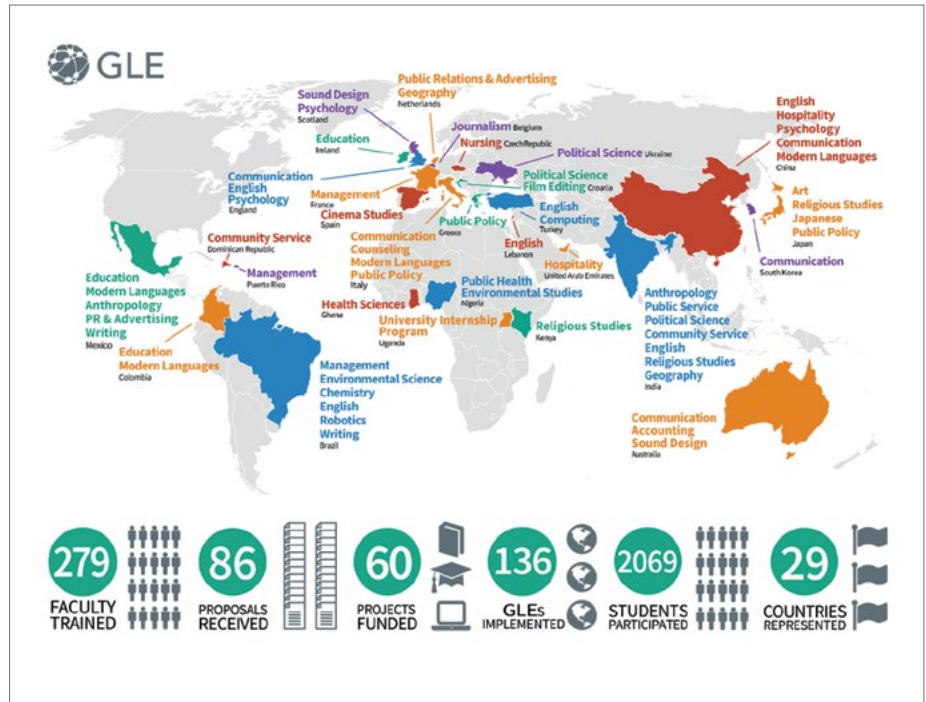 GLE
Public Relations & Advertising
Geography
Netherlands
Sound Design
Psychology
Scotland
Journalism Belgium
Education
Ireland
Nursing Czech Republic
Political Science Ukraine
English
Hospitality
Psychology
Communication
Modern Languages
China
Communication
English
Psychology
England
Management
France
Political Science
Film Editing Croatia
Cinema Studies
Spain
Public Policy
Greece
English
Computing
Turkey
Art
Religious Studies
Japanese
Public Policy
Japan
Community Service
Dominican Republic
Management
Puerto Rico
Communication
Counseling
Modern Languages
Public Policy
Italy
English
Lebanon
Hospitality
United Arab Emirates
Communication
South Korea
Education
Modern Languages
Anthropology
PR & Advertising
Writing
Mexico
Health Sciences
Ghena
Public Health
Environmental Studies
Nigeria
University Internship
Program
Uganda
Religious Studies
Kenya
Anthropology
Public Service
Political Science
Community Service
English
Religious Studies
Geography
India
Education
Modern Languages
Colombia
Management
Environmental Science
Chemistry
English
Robotics
Writing
Brazil
Communication
Accounting
Sound Design
Australia
279
FACULTY
TRAINED
86
PROPOSALS
RECEIVED
60
PROJECTS
FUNDED
136
GLEs
IMPLEMENTED
2069
STUDENTS
PARTICIPATED
29
COUNTRIES
REPRESENTED